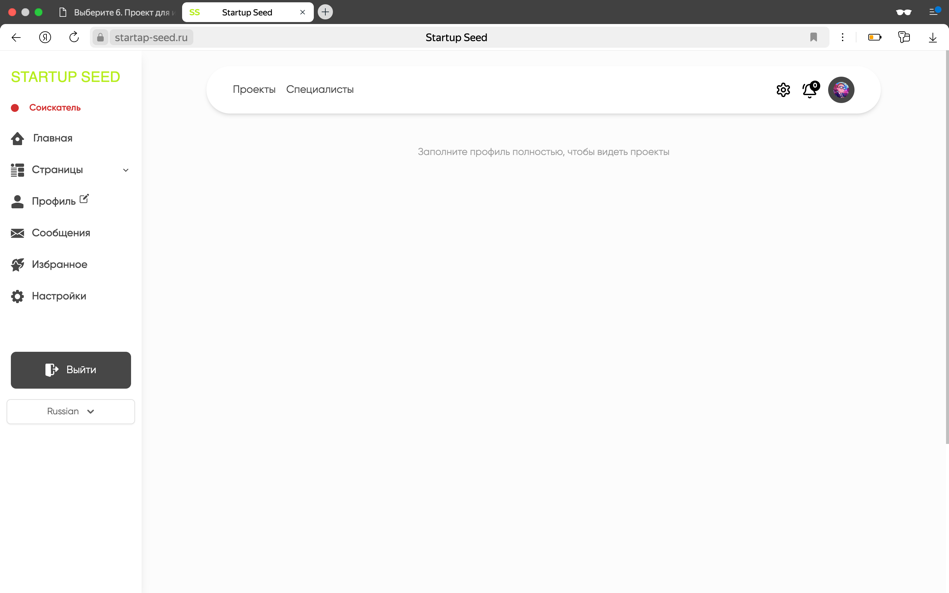 Выберите 6. Проект для
SS Startup Seed
startap-seed.ru
Startup Seed
STARTUP SEED
Соискатель
Главная
Страницы
Профиль
Сообщения
Избранное
Настройки
Выйти
Russian
Проекты Специалисты
0
Заполните профиль полностью, чтобы видеть проекты